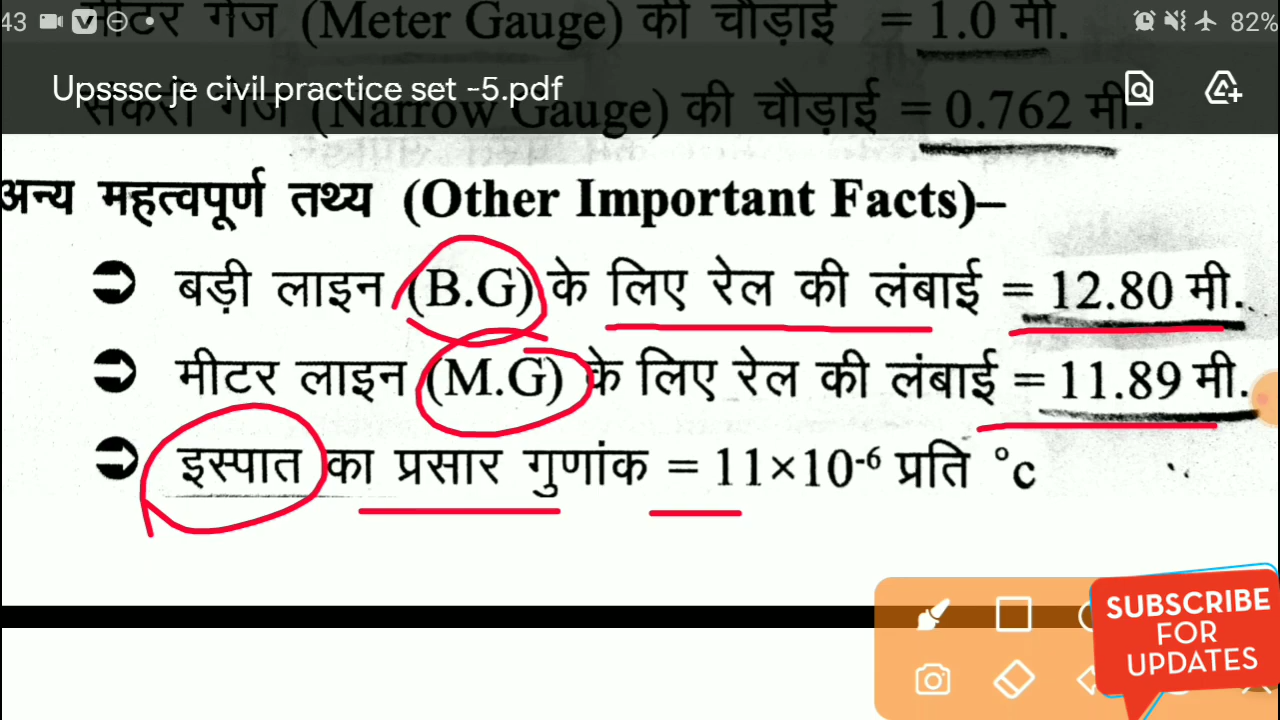 43 82%
मीटर गेज (Meter Gauge) की चौड़ाई = 1.0 मी.
Upsssc je civil practice set -5.pdf
संकरी गेज (Narrow Gauge) की चौड़ाई = 0.762 मी.
अन्य महत्वपूर्ण तथ्य (Other Important Facts)–
➲ बड़ी लाइन (B.G) के लिए रेल की लंबाई = 12.80 मी.
➲ मीटर लाइन (M.G) के लिए रेल की लंबाई = 11.89 मी.
➲ इस्पात का प्रसार गुणांक = 11×10⁻⁶ प्रति °c
SUBSCRIBE
FOR
UPDATES